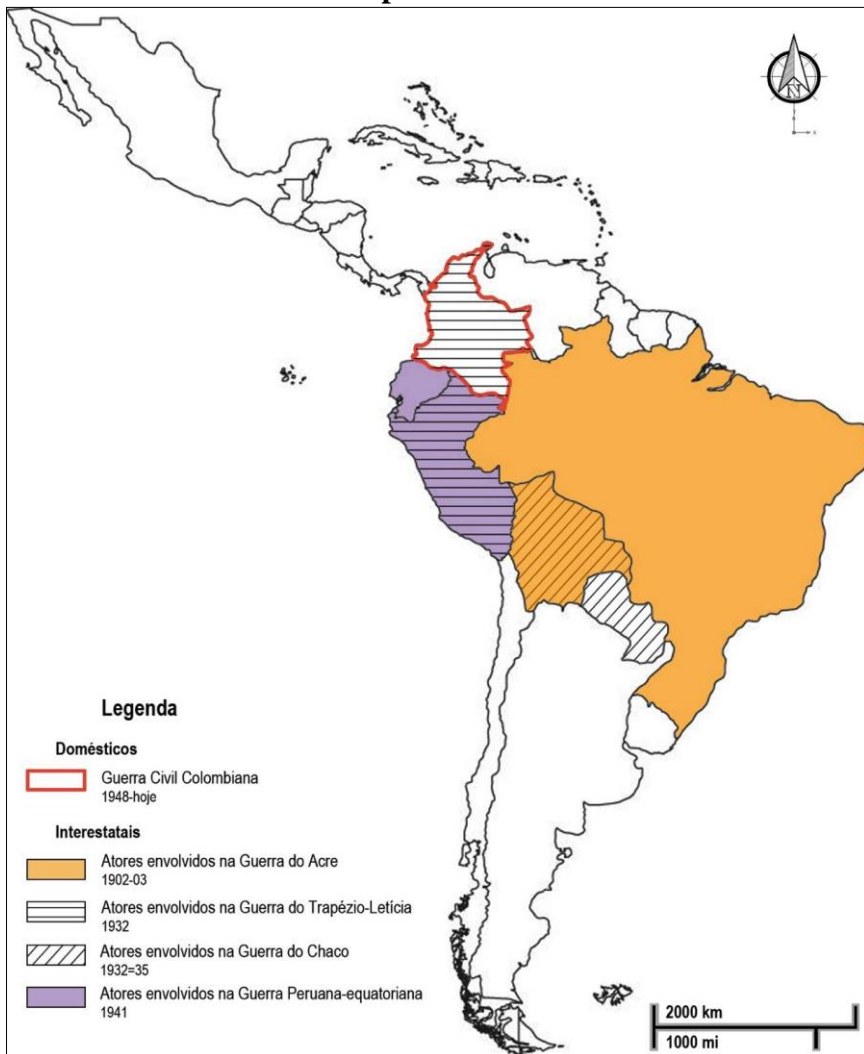 N
Legenda
Domésticos
Guerra Civil Colombiana
1948-hoje
Interestatais
Atores envolvidos na Guerra do Acre
1902-03
Atores envolvidos na Guerra do Trapézio-Letícia
1932
Atores envolvidos na Guerra do Chaco
1932=35
Atores envolvidos na Guerra Peruana-equatoriana
1941
2000 km
1000 mi